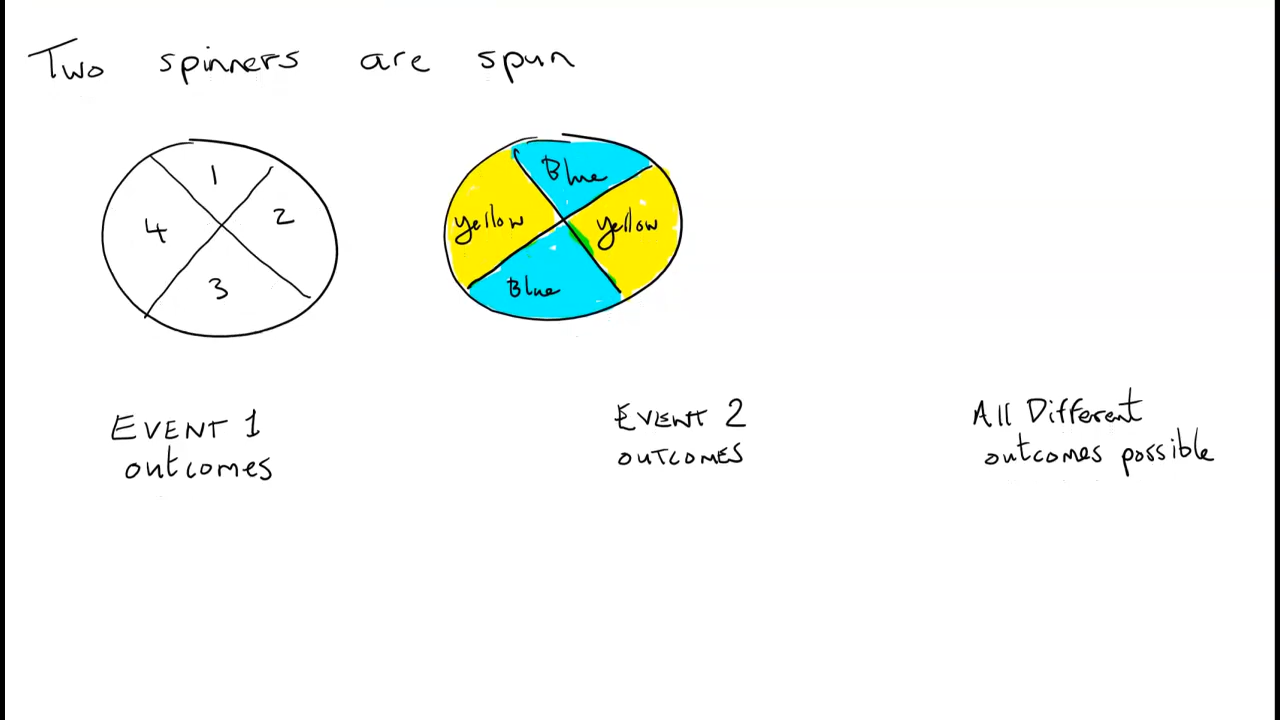 Two spinners are spun
1
2
3
4
Blue
yellow
yellow
Blue
EVENT 1
outcomes
EVENT 2
OUTCOMES
All Different
outcomes possible